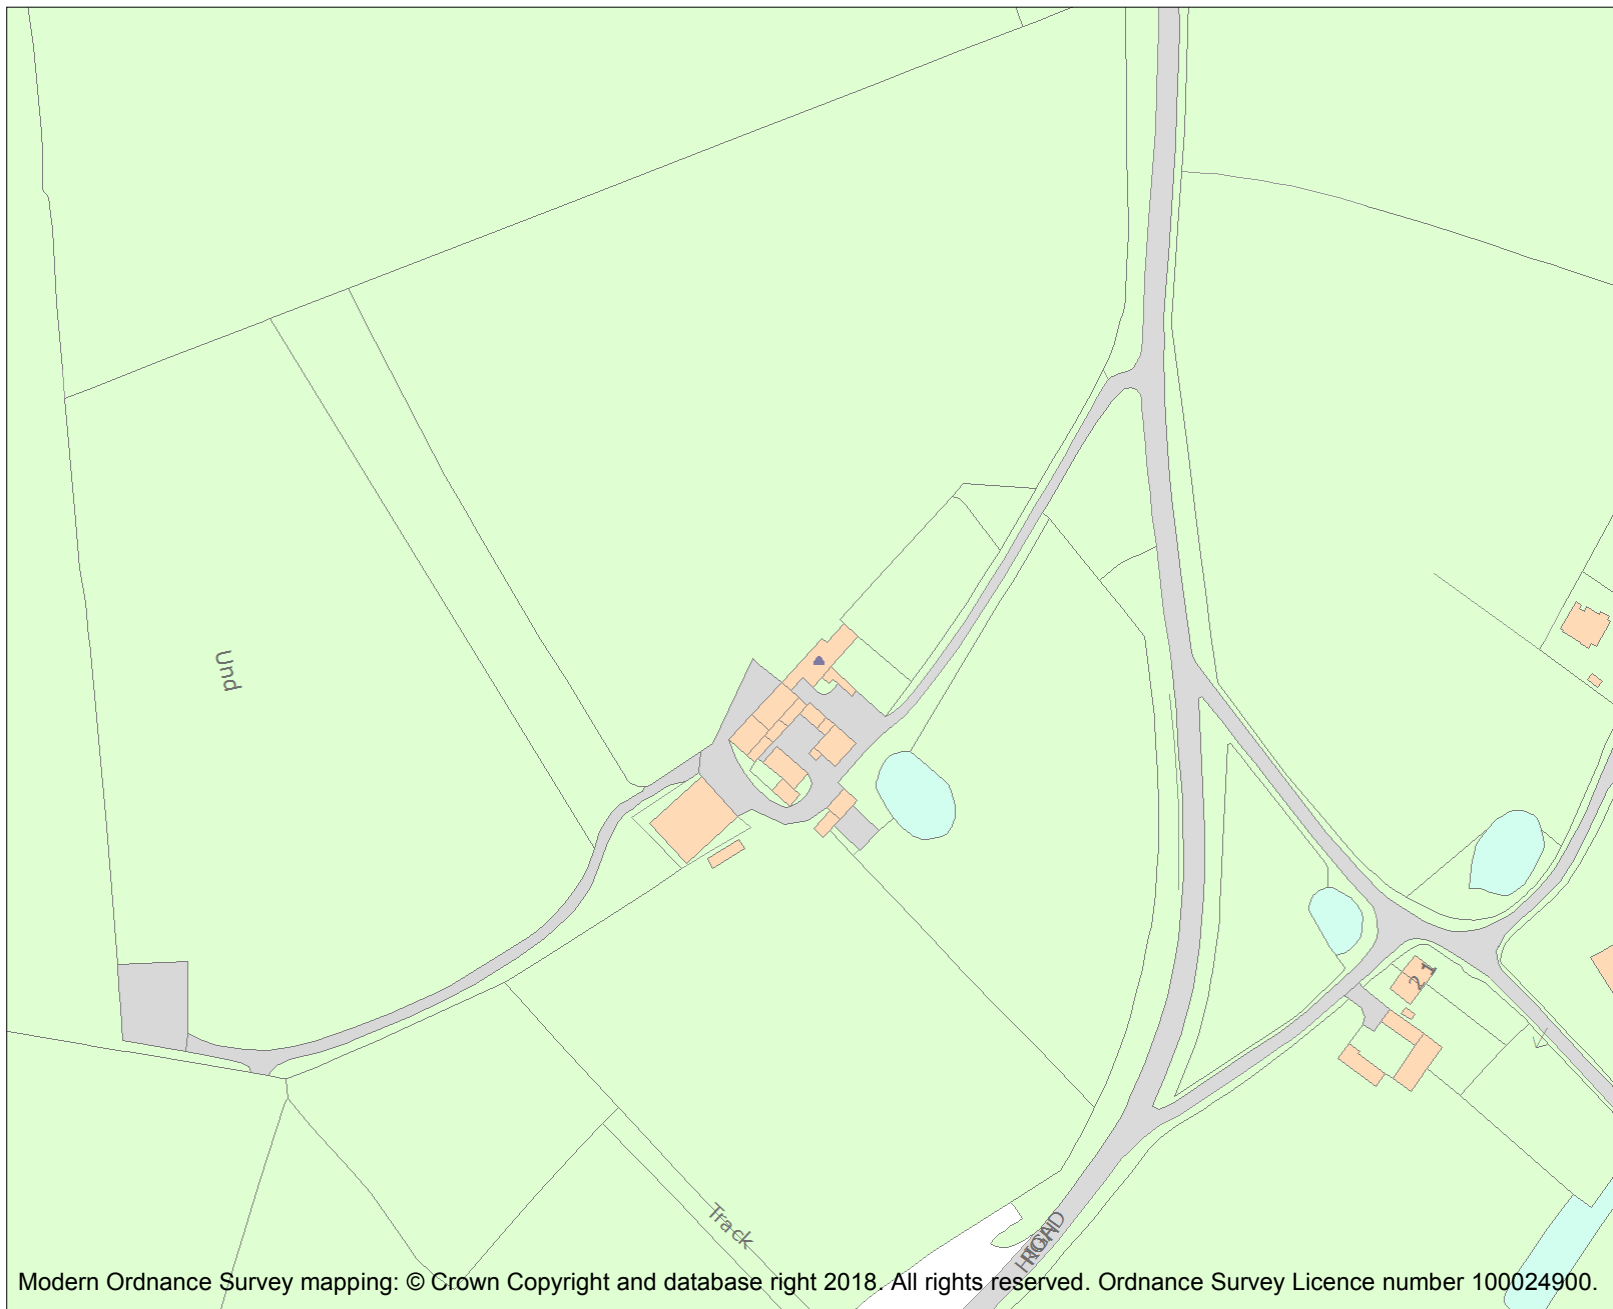 Und
2 1
Track
HIGH
ROAD
Modern Ordnance Survey mapping: © Crown Copyright and database right 2018. All rights reserved. Ordnance Survey Licence number 100024900.